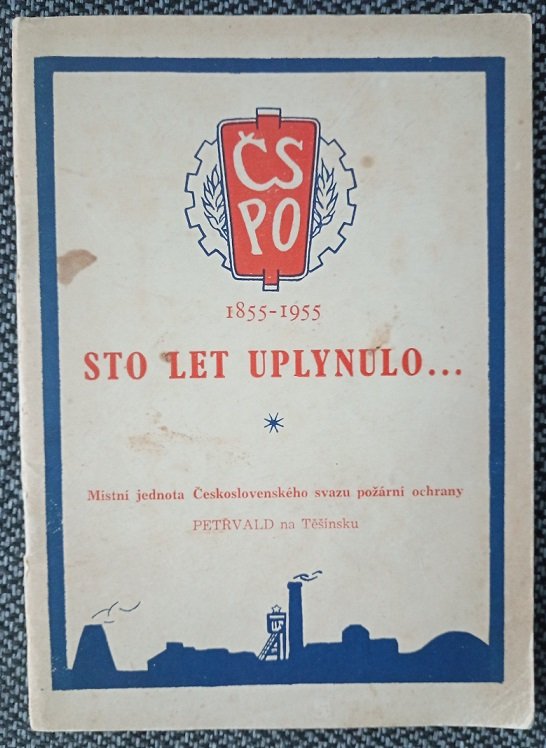 ČS
PO
1855-1955
STO LET UPLYNULO...
Místní jednota Československého svazu požární ochrany
PETŘVALD na Těšínsku